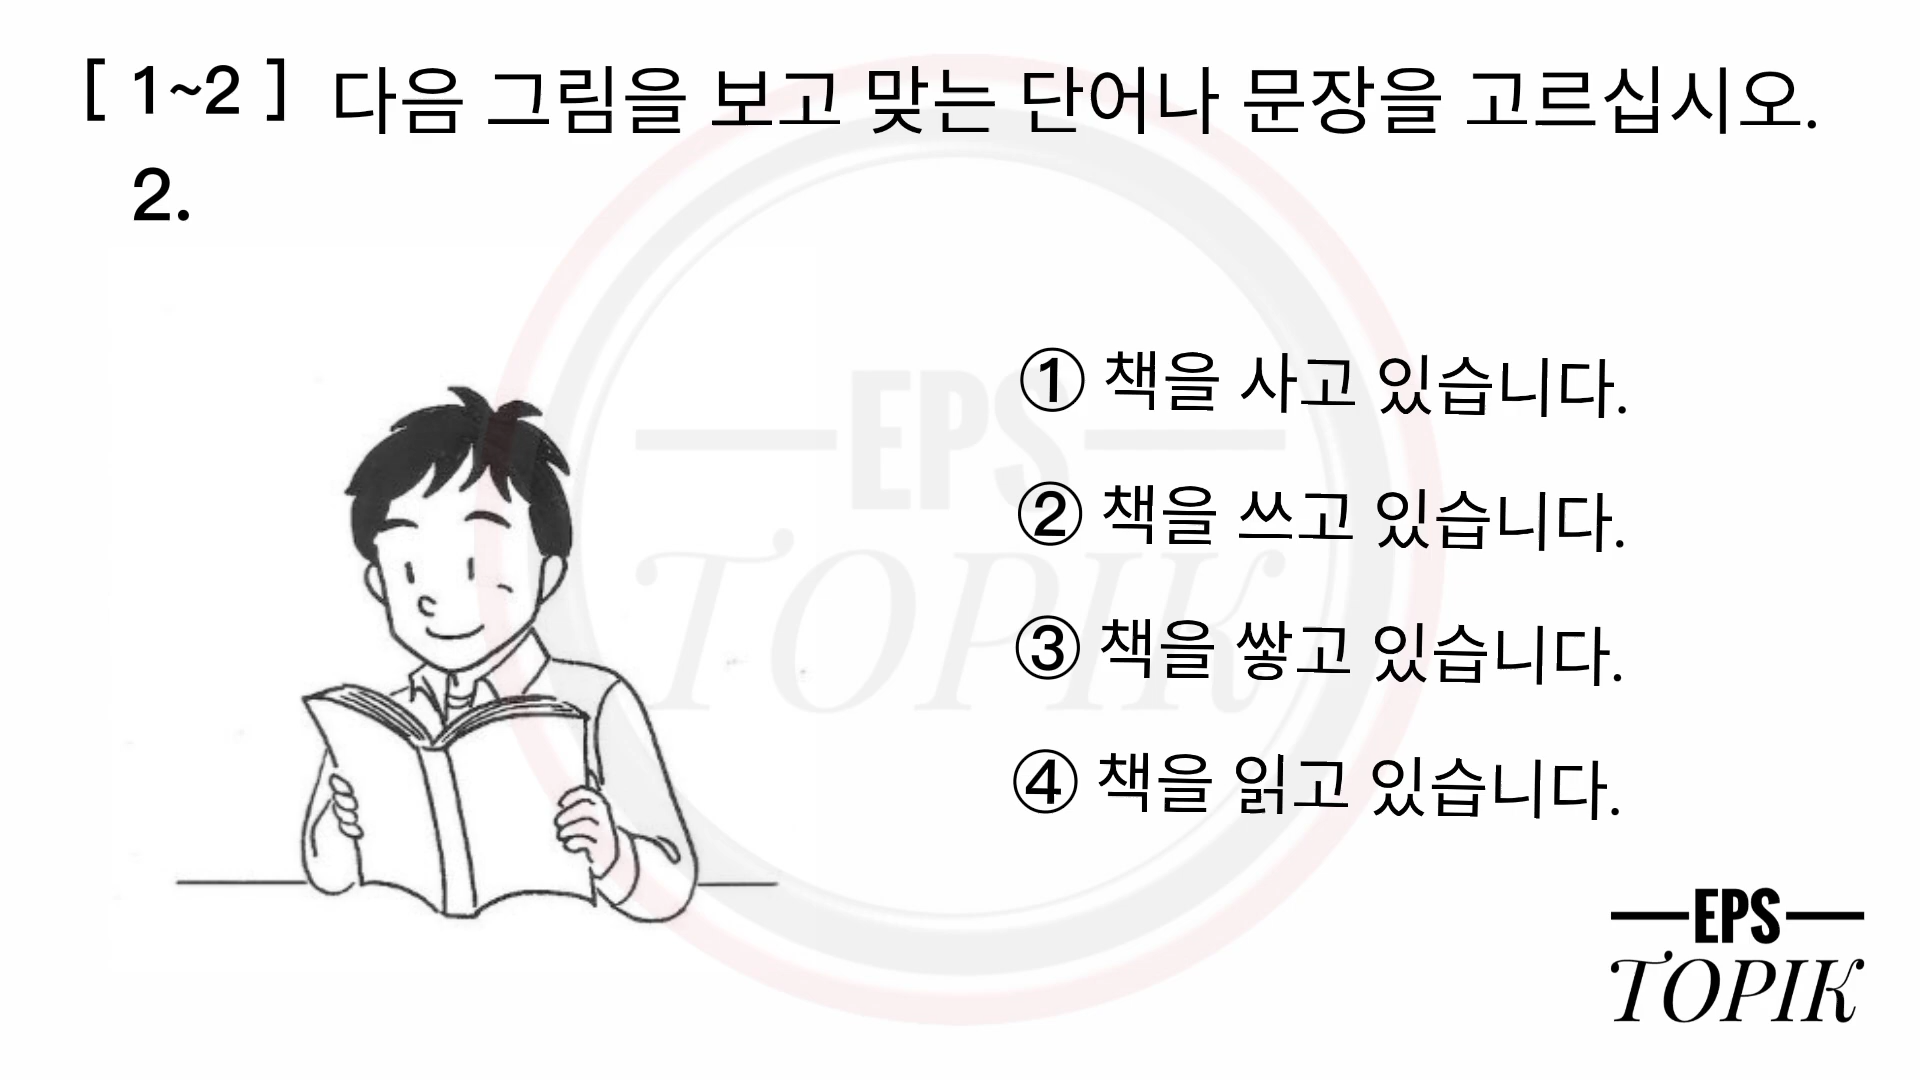 [ 1~2 ] 다음 그림을 보고 맞는 단어나 문장을 고르십시오.
2.
① 책을 사고 있습니다.
② 책을 쓰고 있습니다.
③ 책을 쌓고 있습니다.
④ 책을 읽고 있습니다.
EPS
TOPIK
EPS
TOPIK